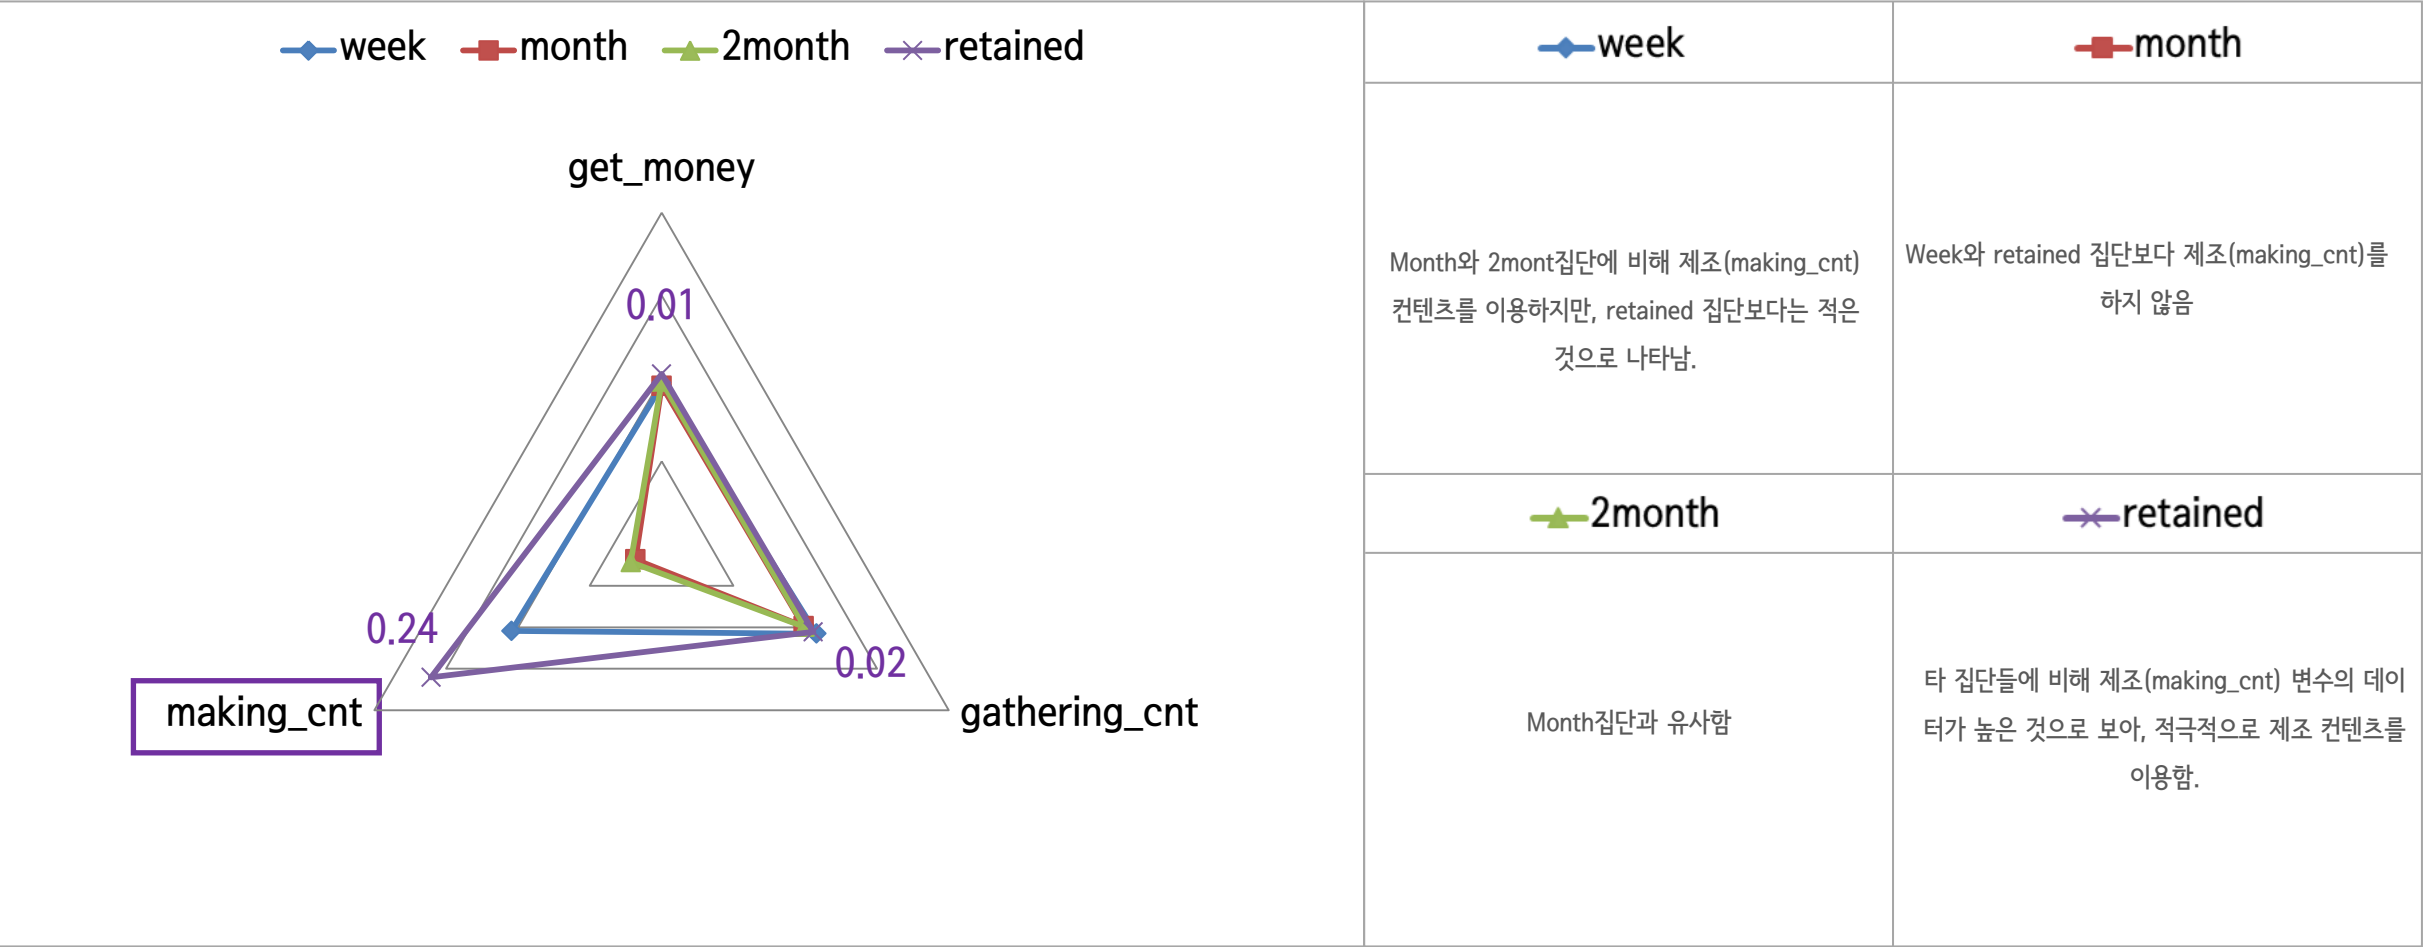 week month 2month retained
get_money
0.01
0.24
0.02
making_cnt
gathering_cnt
week
month
Month와 2mont집단에 비해 제조(making_cnt)
컨텐츠를 이용하지만, retained 집단보다는 적은
것으로 나타남.
Week와 retained 집단보다 제조(making_cnt)를
하지 않음
2month
retained
Month집단과 유사함
타 집단들에 비해 제조(making_cnt) 변수의 데이
터가 높은 것으로 보아, 적극적으로 제조 컨텐츠를
이용함.